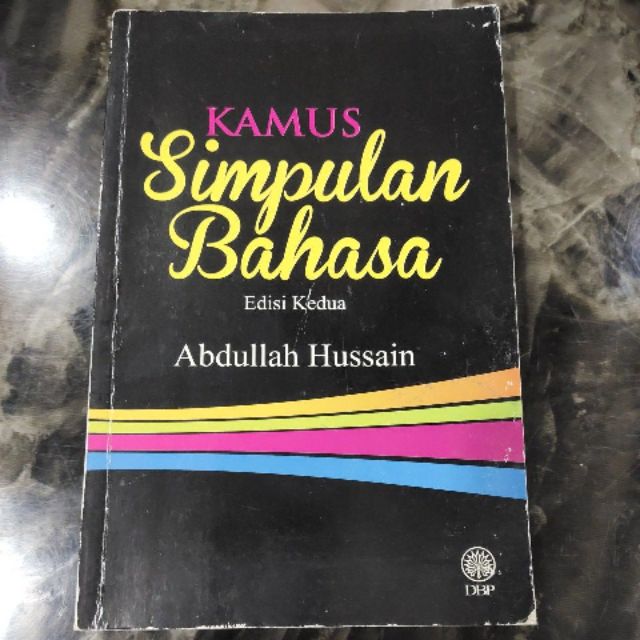 KAMUS
Simpulan
Bahasa
Edisi Kedua
Abdullah Hussain
DBP